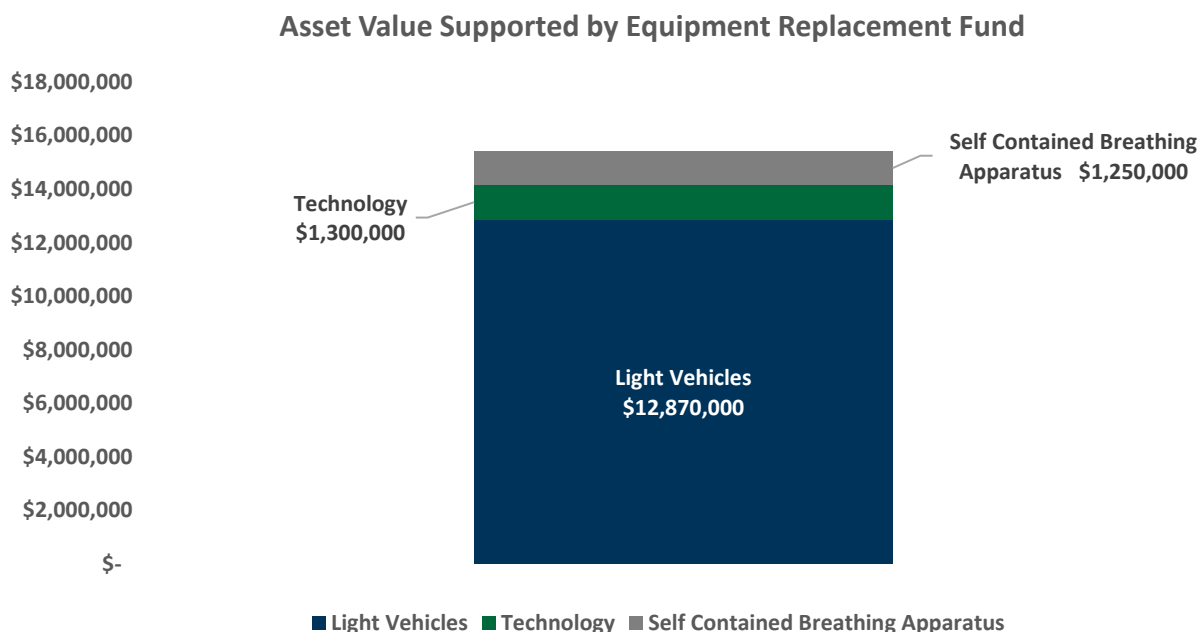 Asset Value Supported by Equipment Replacement Fund
$18,000,000
$16,000,000
$14,000,000
$12,000,000
$10,000,000
$8,000,000
$6,000,000
$4,000,000
$2,000,000
$-
Self Contained Breathing
Apparatus $1,250,000
Technology
$1,300,000
Light Vehicles
$12,870,000
Light Vehicles Technology Self Contained Breathing Apparatus